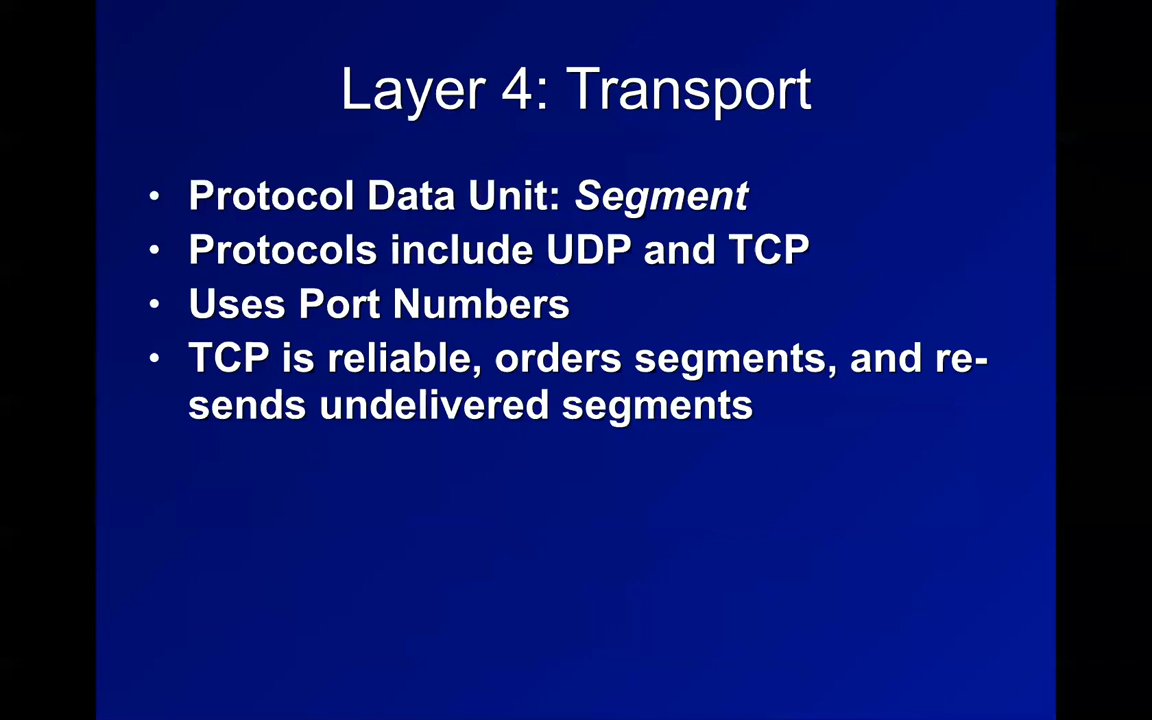 Layer 4: Transport
• Protocol Data Unit: Segment
• Protocols include UDP and TCP
• Uses Port Numbers
• TCP is reliable, orders segments, and re-
sends undelivered segments